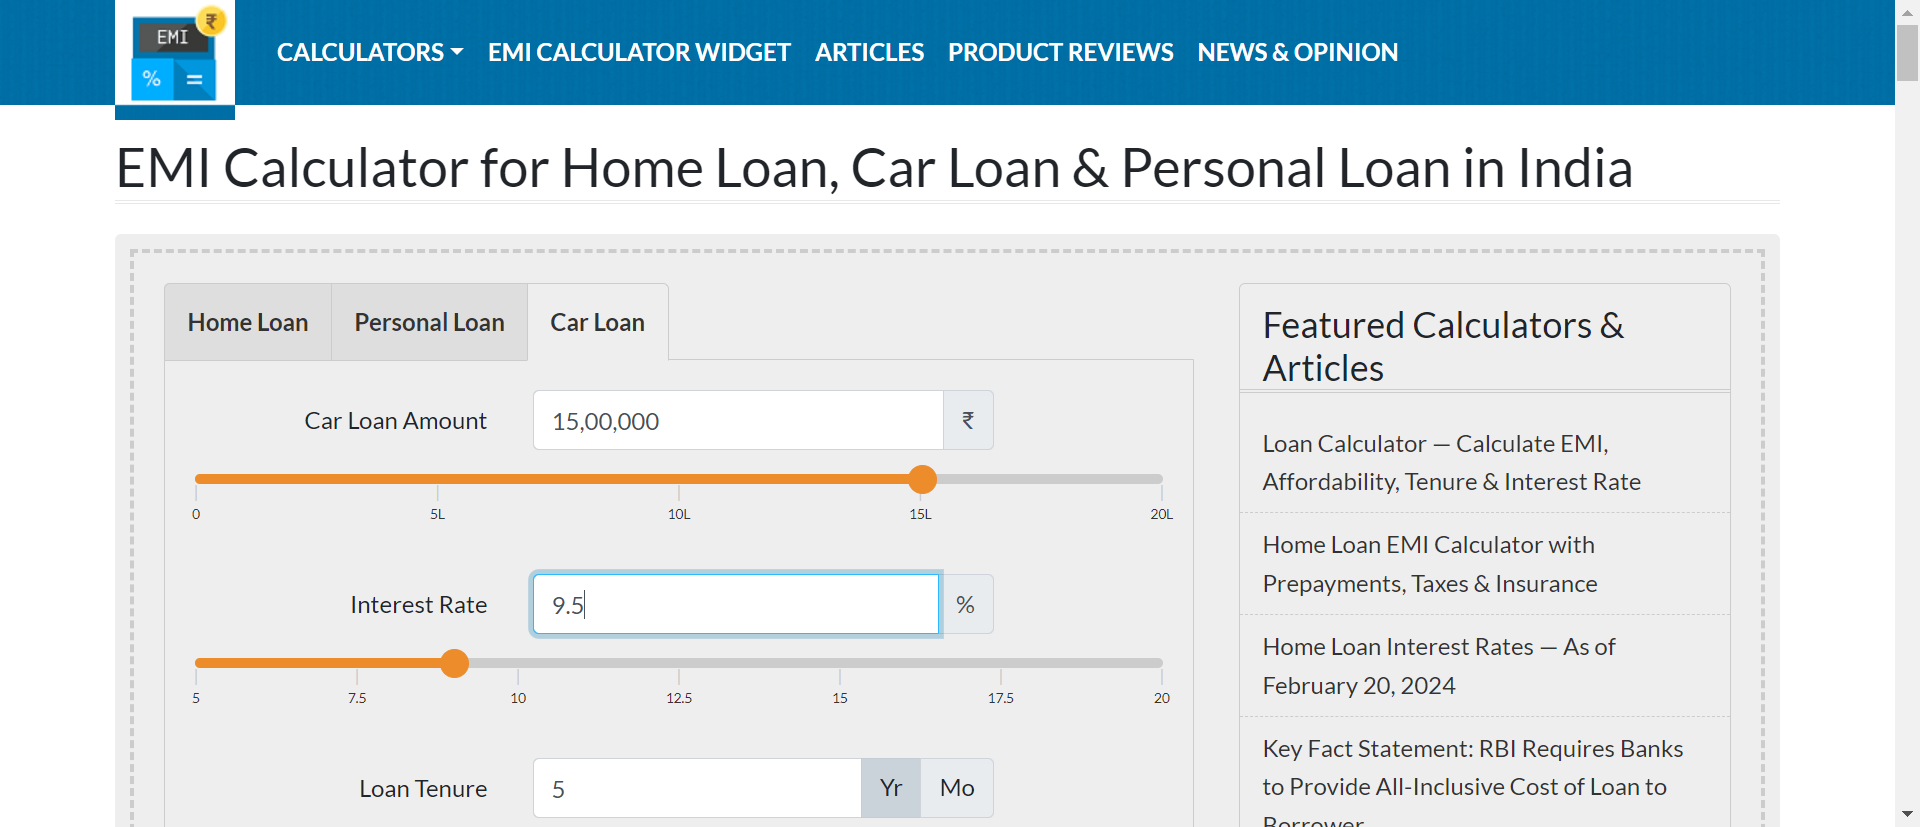 EMI
₹
%
=
CALCULATORS
EMI CALCULATOR WIDGET
ARTICLES
PRODUCT REVIEWS
NEWS & OPINION
EMI Calculator for Home Loan, Car Loan & Personal Loan in India
Home Loan
Personal Loan
Car Loan
Car Loan Amount
15,00,000
₹
0
5L
10L
15L
20L
Interest Rate
9.5
%
5
7.5
10
12.5
15
17.5
20
Loan Tenure
5
Yr
Mo
Featured Calculators &
Articles
Loan Calculator — Calculate EMI,
Affordability, Tenure & Interest Rate
Home Loan EMI Calculator with
Prepayments, Taxes & Insurance
Home Loan Interest Rates — As of
February 20, 2024
Key Fact Statement: RBI Requires Banks
to Provide All-Inclusive Cost of Loan to
Borrower